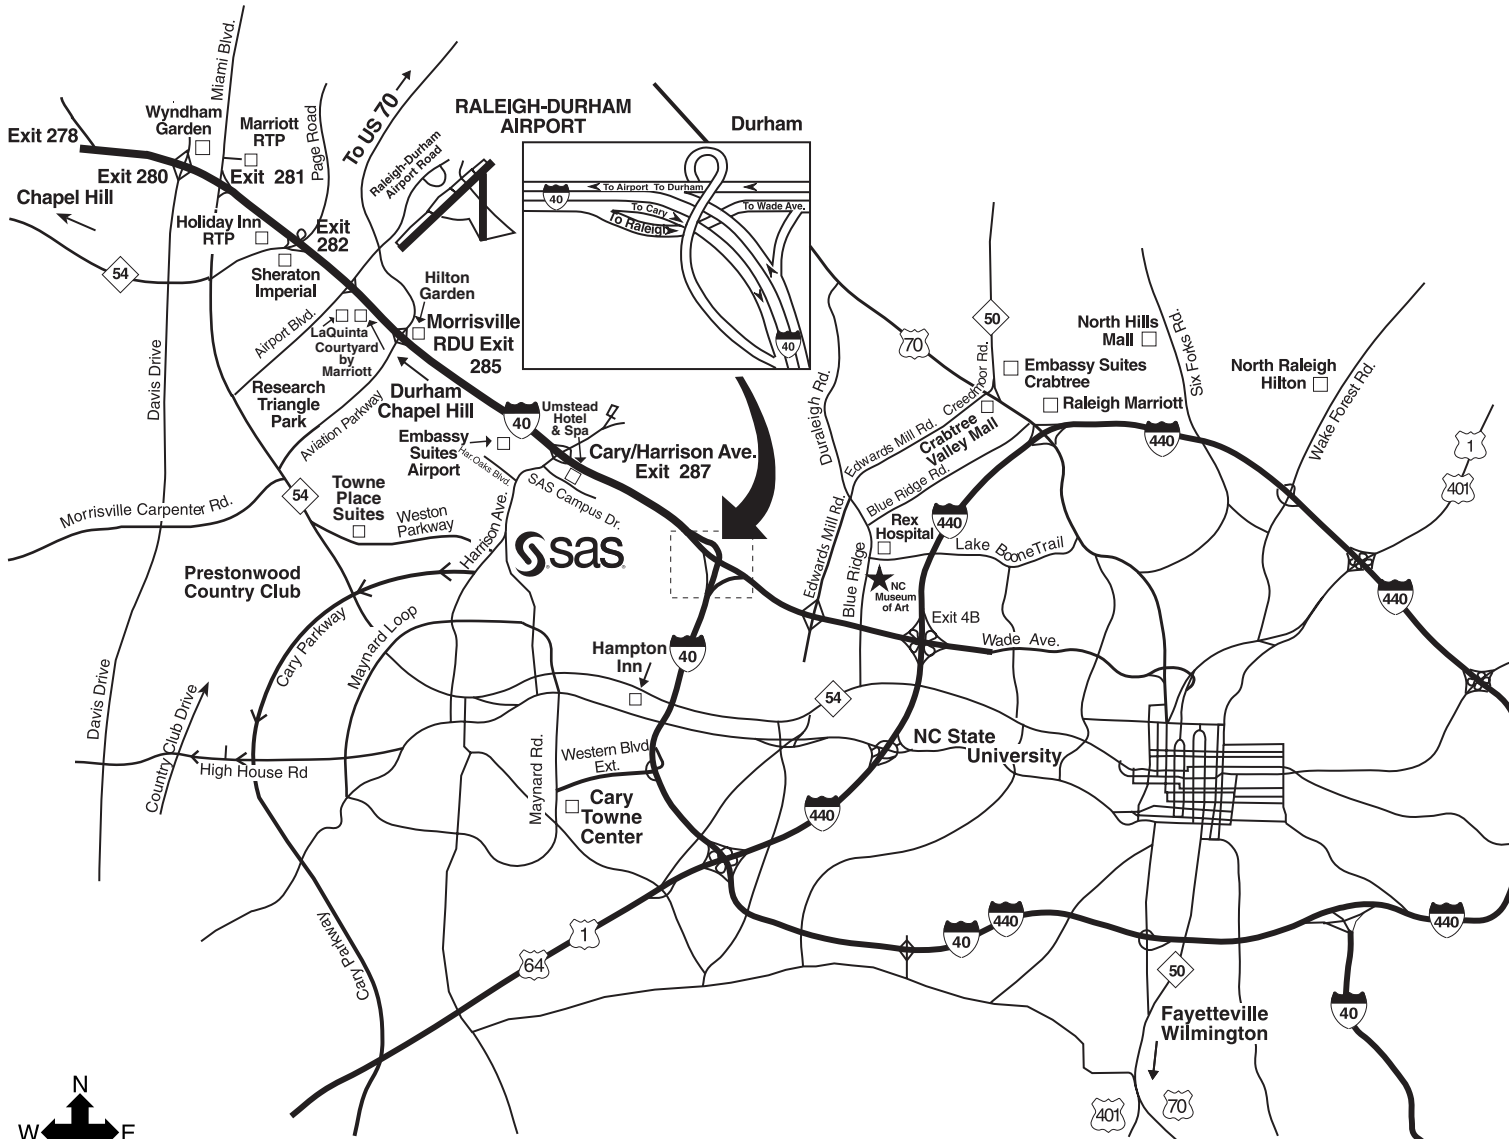 Miami Blvd.
Wyndham
Garden
Marriott
RTP
Page Road
To US 70
RALEIGH-DURHAM
AIRPORT
Durham
Exit 278
Exit 280
Exit 281
Chapel Hill
Raleigh-Durham
Airport Road
Holiday Inn
RTP
Exit
282
54
Sheraton
Imperial
40
To Airport
To Durham
To Cary
To Raleigh
To Wade Ave.
40
Hilton
Garden
Airport Blvd.
LaQuinta
Courtyard
by
Marriott
Morrisville
RDU Exit
285
Davis Drive
Research
Triangle
Park
Aviation Parkway
Durham
Chapel Hill
40
Umstead
Hotel
& Spa
Embassy
Suites
Airport
Har.Oaks Blvd.
Cary/Harrison Ave.
Exit 287
SAS Campus Dr.
70
50
Creedmoor Rd.
North Hills
Mall
Embassy Suites
Crabtree
Raleigh Marriott
Six Folks Rd.
North Raleigh
Hilton
Wake Forest Rd.
1
401
Duraleigh Rd.
Edwards Mill Rd.
Crabtree
Valley Mall
Blue Ridge Rd.
440
440
Morrisville Carpenter Rd.
54
Towne
Place
Suites
Weston
Parkway
Harrison Ave.
sas
Edwards Mill Rd.
Rex
Hospital
Lake Boone Trail
Blue Ridge
NC
Museum
of Art
Exit 4B
Wade Ave.
440
Prestonwood
Country Club
Cary Parkway
Maynard Loop
Hampton
Inn
40
54
Davis Drive
Country Club Drive
High House Rd
Maynard Rd.
Western Blvd
Ext.
Cary
Towne
Center
NC State
University
440
Cary Parkway
1
64
40
440
440
50
40
Fayetteville
Wilmington
401
70
N
W
E